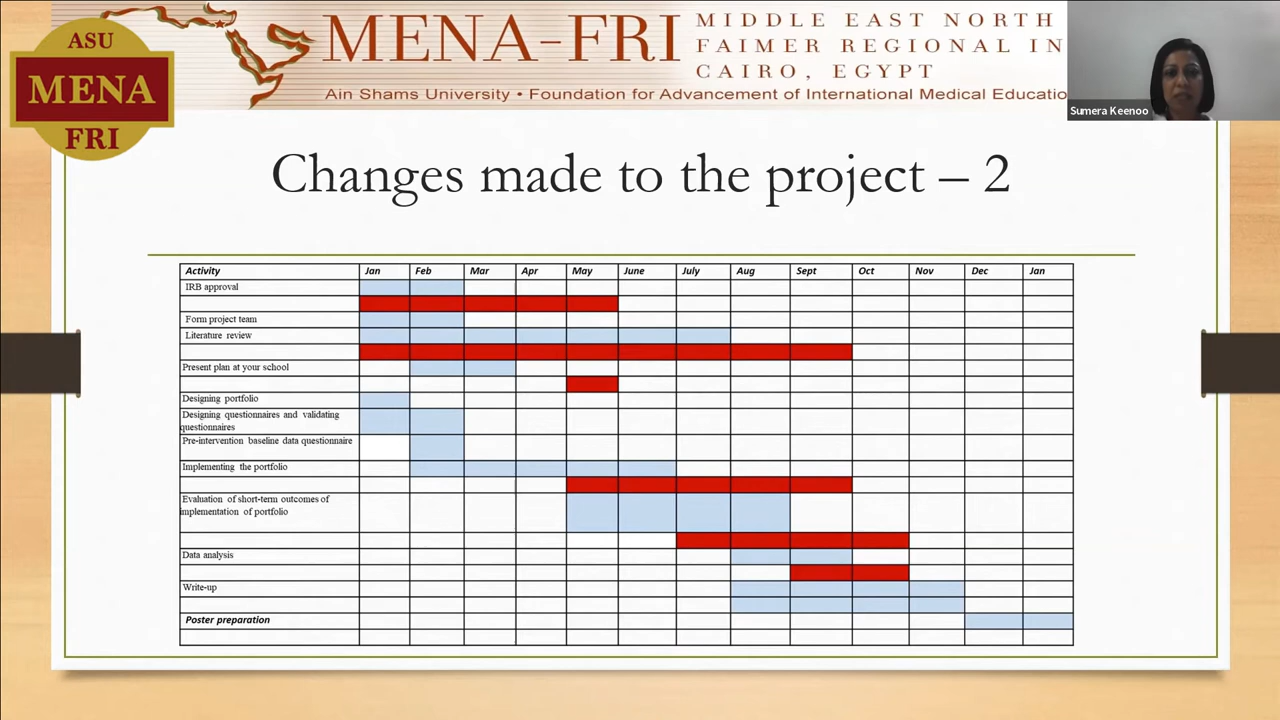 ASU
MENA
FRI
MENA-FRI
MIDDLE EAST NORTH
FAIMER REGIONAL IN
CAIRO, EGYPT
Ain Shams University • Foundation for Advancement of International Medical Educatio
Sumera Keenoo
Changes made to the project – 2
Activity Jan Feb Mar Apr May June July Aug Sept Oct Nov Dec Jan
IRB approval
Form project team
Literature review
Present plan at your school
Designing portfolio
Designing questionnaires and validating
questionnaires
Pre-intervention baseline data questionnaire
Implementing the portfolio
Evaluation of short-term outcomes of
implementation of portfolio
Data analysis
Write-up
Poster preparation